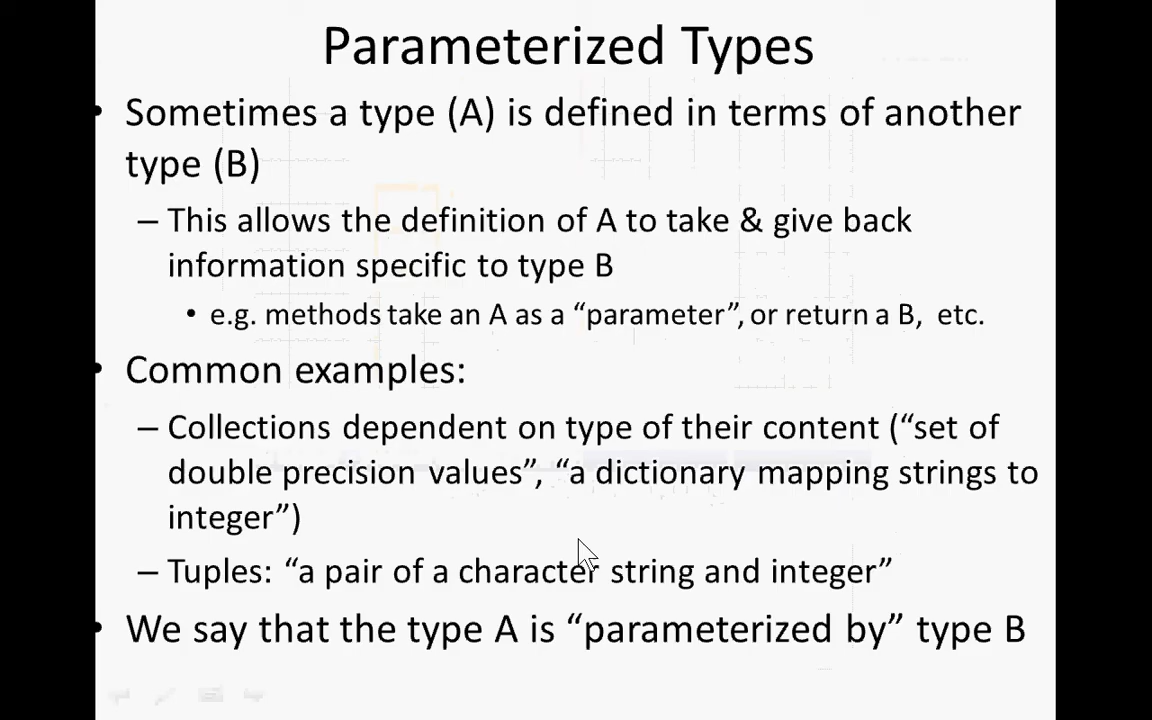 Parameterized Types
• Sometimes a type (A) is defined in terms of another
type (B)
– This allows the definition of A to take & give back
information specific to type B
• e.g. methods take an A as a “parameter”, or return a B, etc.
• Common examples:
– Collections dependent on type of their content (“set of
double precision values”, “a dictionary mapping strings to
integer”)
– Tuples: “a pair of a character string and integer”
• We say that the type A is “parameterized by” type B